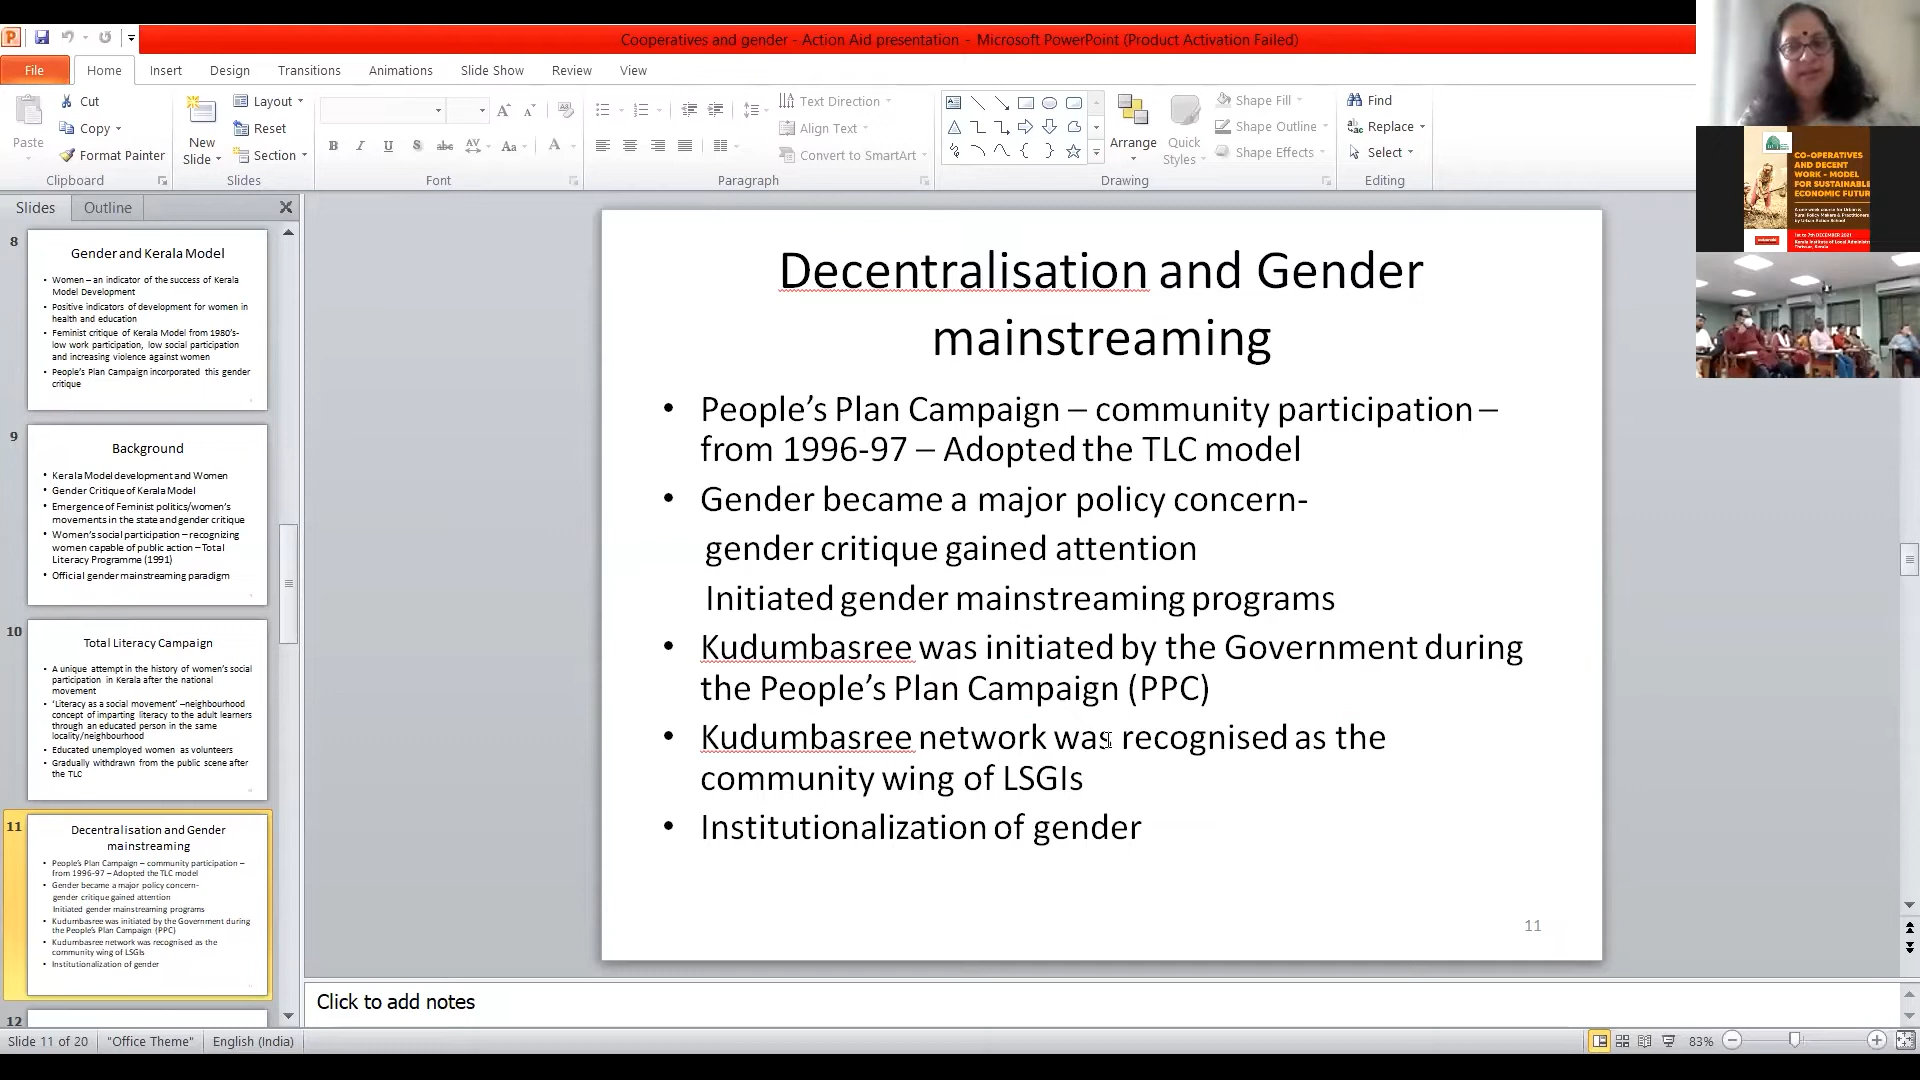 Cooperatives and gender - Action Aid presentation - Microsoft PowerPoint (Product Activation Failed)
File
Home
Insert
Design
Transitions
Animations
Slide Show
Review
View
Paste
Cut
Copy
Format Painter
Clipboard
New
Slide
Layout
Reset
Section
Slides
Font
Text Direction
Align Text
Convert to SmartArt
Paragraph
Arrange
Quick
Styles
Shape Fill
Shape Outline
Shape Effects
Drawing
Find
Replace
Select
Editing
CO-OPERATIVES
AND DECENT
WORK - MODEL
FOR SUSTAINABLE
ECONOMIC FUTUR
1st to 7th DECEMBER 2021
Slides
Outline
8
Gender and Kerala Model
• Women – an indicator of the success of Kerala
Model Development
• Positive indicators of development for women in
health and education
• Feminist critique of Kerala Model from 1980's-
low work participation, low social participation
and increasing violence against women
• People's Plan Campaign incorporated this gender
critique
9
Background
• Kerala Model development and Women
• Gender Critique of Kerala Model
• Emergence of Feminist politics/women's
movements in the state and gender critique
• Women's social participation – recognizing
women capable of public action – Total
Literacy Programme (1991)
• Official gender mainstreaming paradigm
10
Total Literacy Campaign
• A unique attempt in the history of women's social
participation in Kerala after the national
movement
• 'Literacy as a social movement' –neighbourhood
concept of imparting literacy to the adult learners
through an educated person in the same
locality/neighbourhood
• Educated unemployed women as volunteers
• Gradually withdrawn from the public scene after
the TLC
11
Decentralisation and Gender
mainstreaming
• People's Plan Campaign – community participation –
from 1996-97 – Adopted the TLC model
• Gender became a major policy concern-
gender critique gained attention
Initiated gender mainstreaming programs
• Kudumbasree was initiated by the Government during
the People's Plan Campaign (PPC)
• Kudumbasree network was recognised as the
community wing of LSGIs
• Institutionalization of gender
12
Decentralisation and Gender
mainstreaming
• People's Plan Campaign – community participation –
from 1996-97 – Adopted the TLC model
• Gender became a major policy concern-
gender critique gained attention
Initiated gender mainstreaming programs
• Kudumbasree was initiated by the Government during
the People's Plan Campaign (PPC)
• Kudumbasree network was recognised as the
community wing of LSGIs
• Institutionalization of gender
11
Click to add notes
Slide 11 of 20
"Office Theme"
English (India)
83%